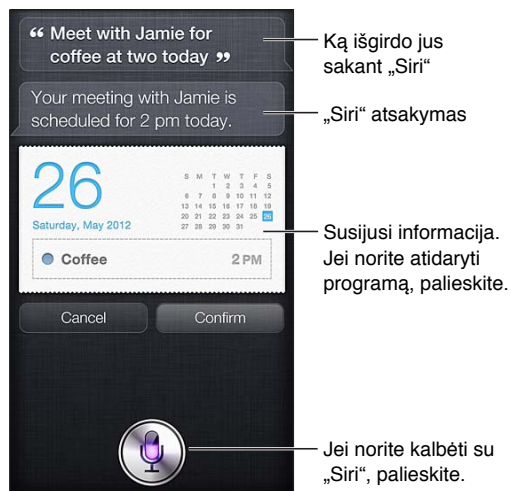 “ Meet with Jamie for
coffee at two today ”
Ką išgirdo jus
sakant „Siri“
Your meeting with Jamie is
scheduled for 2 pm today.
„Siri“ atsakymas
26
Saturday, May 2012
S M T W T F S
1 2 3 4 5
6 7 8 9 10 11 12
13 14 15 16 17 18 19
20 21 22 23 24 25 26
27 28 29 30 31
Coffee 2 PM
Susijusi informacija.
Jei norite atidaryti
programą, palieskite.
Cancel Confirm
Jei norite kalbėti su
„Siri“, palieskite.